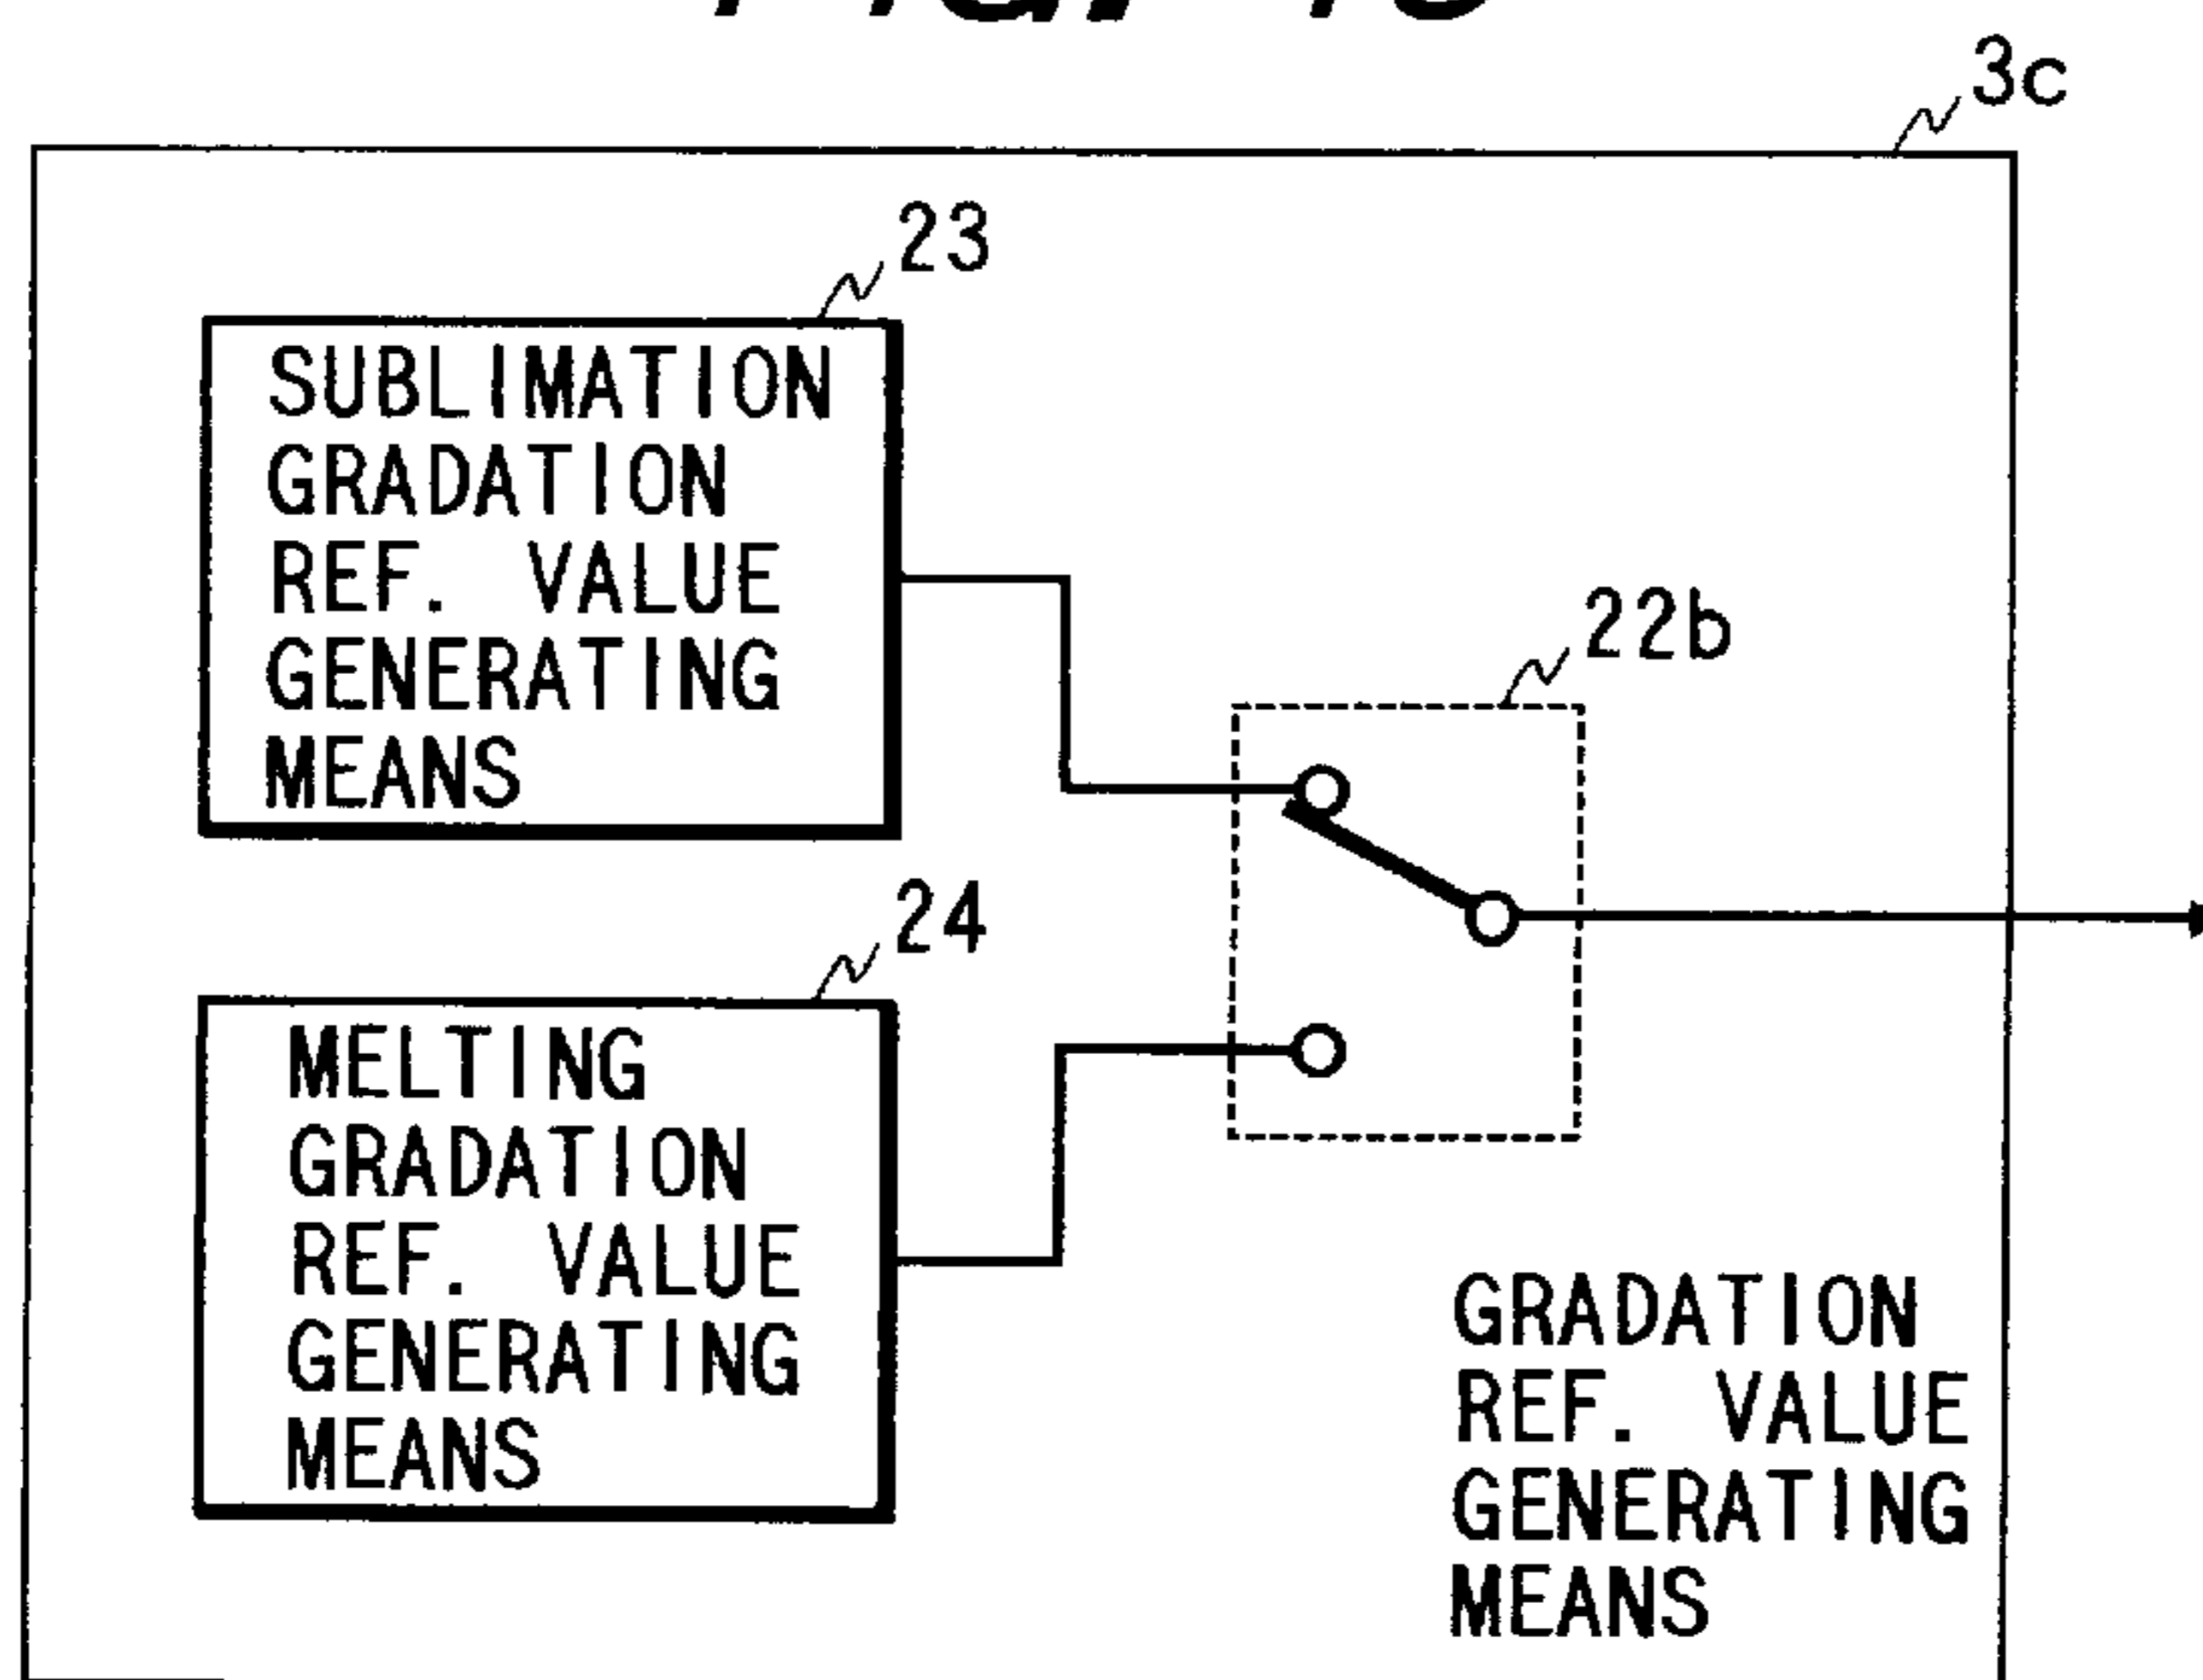 3c
23
SUBLIMATION
GRADATION
REF. VALUE
GENERATING
MEANS
22b
24
MELTING
GRADATION
REF. VALUE
GENERATING
MEANS
GRADATION
REF. VALUE
GENERATING
MEANS